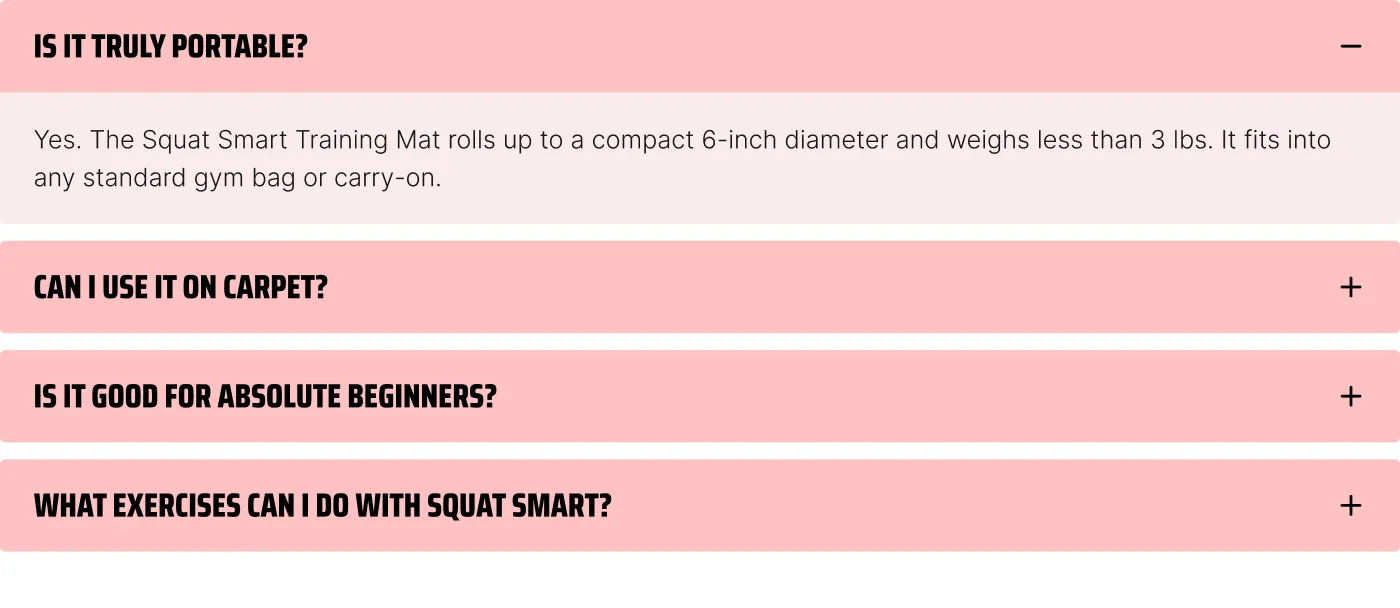 IS IT TRULY PORTABLE?
Yes. The Squat Smart Training Mat rolls up to a compact 6-inch diameter and weighs less than 3 lbs. It fits into
any standard gym bag or carry-on.
CAN I USE IT ON CARPET?
IS IT GOOD FOR ABSOLUTE BEGINNERS?
WHAT EXERCISES CAN I DO WITH SQUAT SMART?